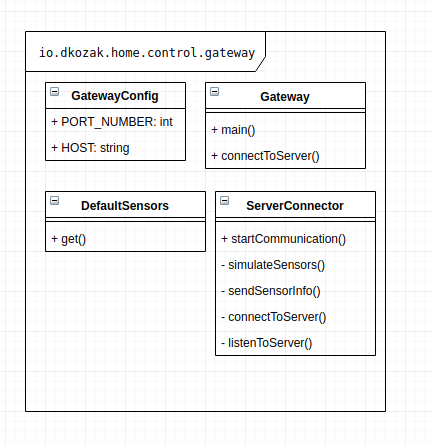 io.dkozak.home.control.gateway
GatewayConfig
+ PORT_NUMBER: int
+ HOST: string
Gateway
+ main()
+ connectToServer()
DefaultSensors
+ get()
ServerConnector
+ startCommunication()
- simulateSensors()
- sendSensorInfo()
- connectToServer()
- listenToServer()